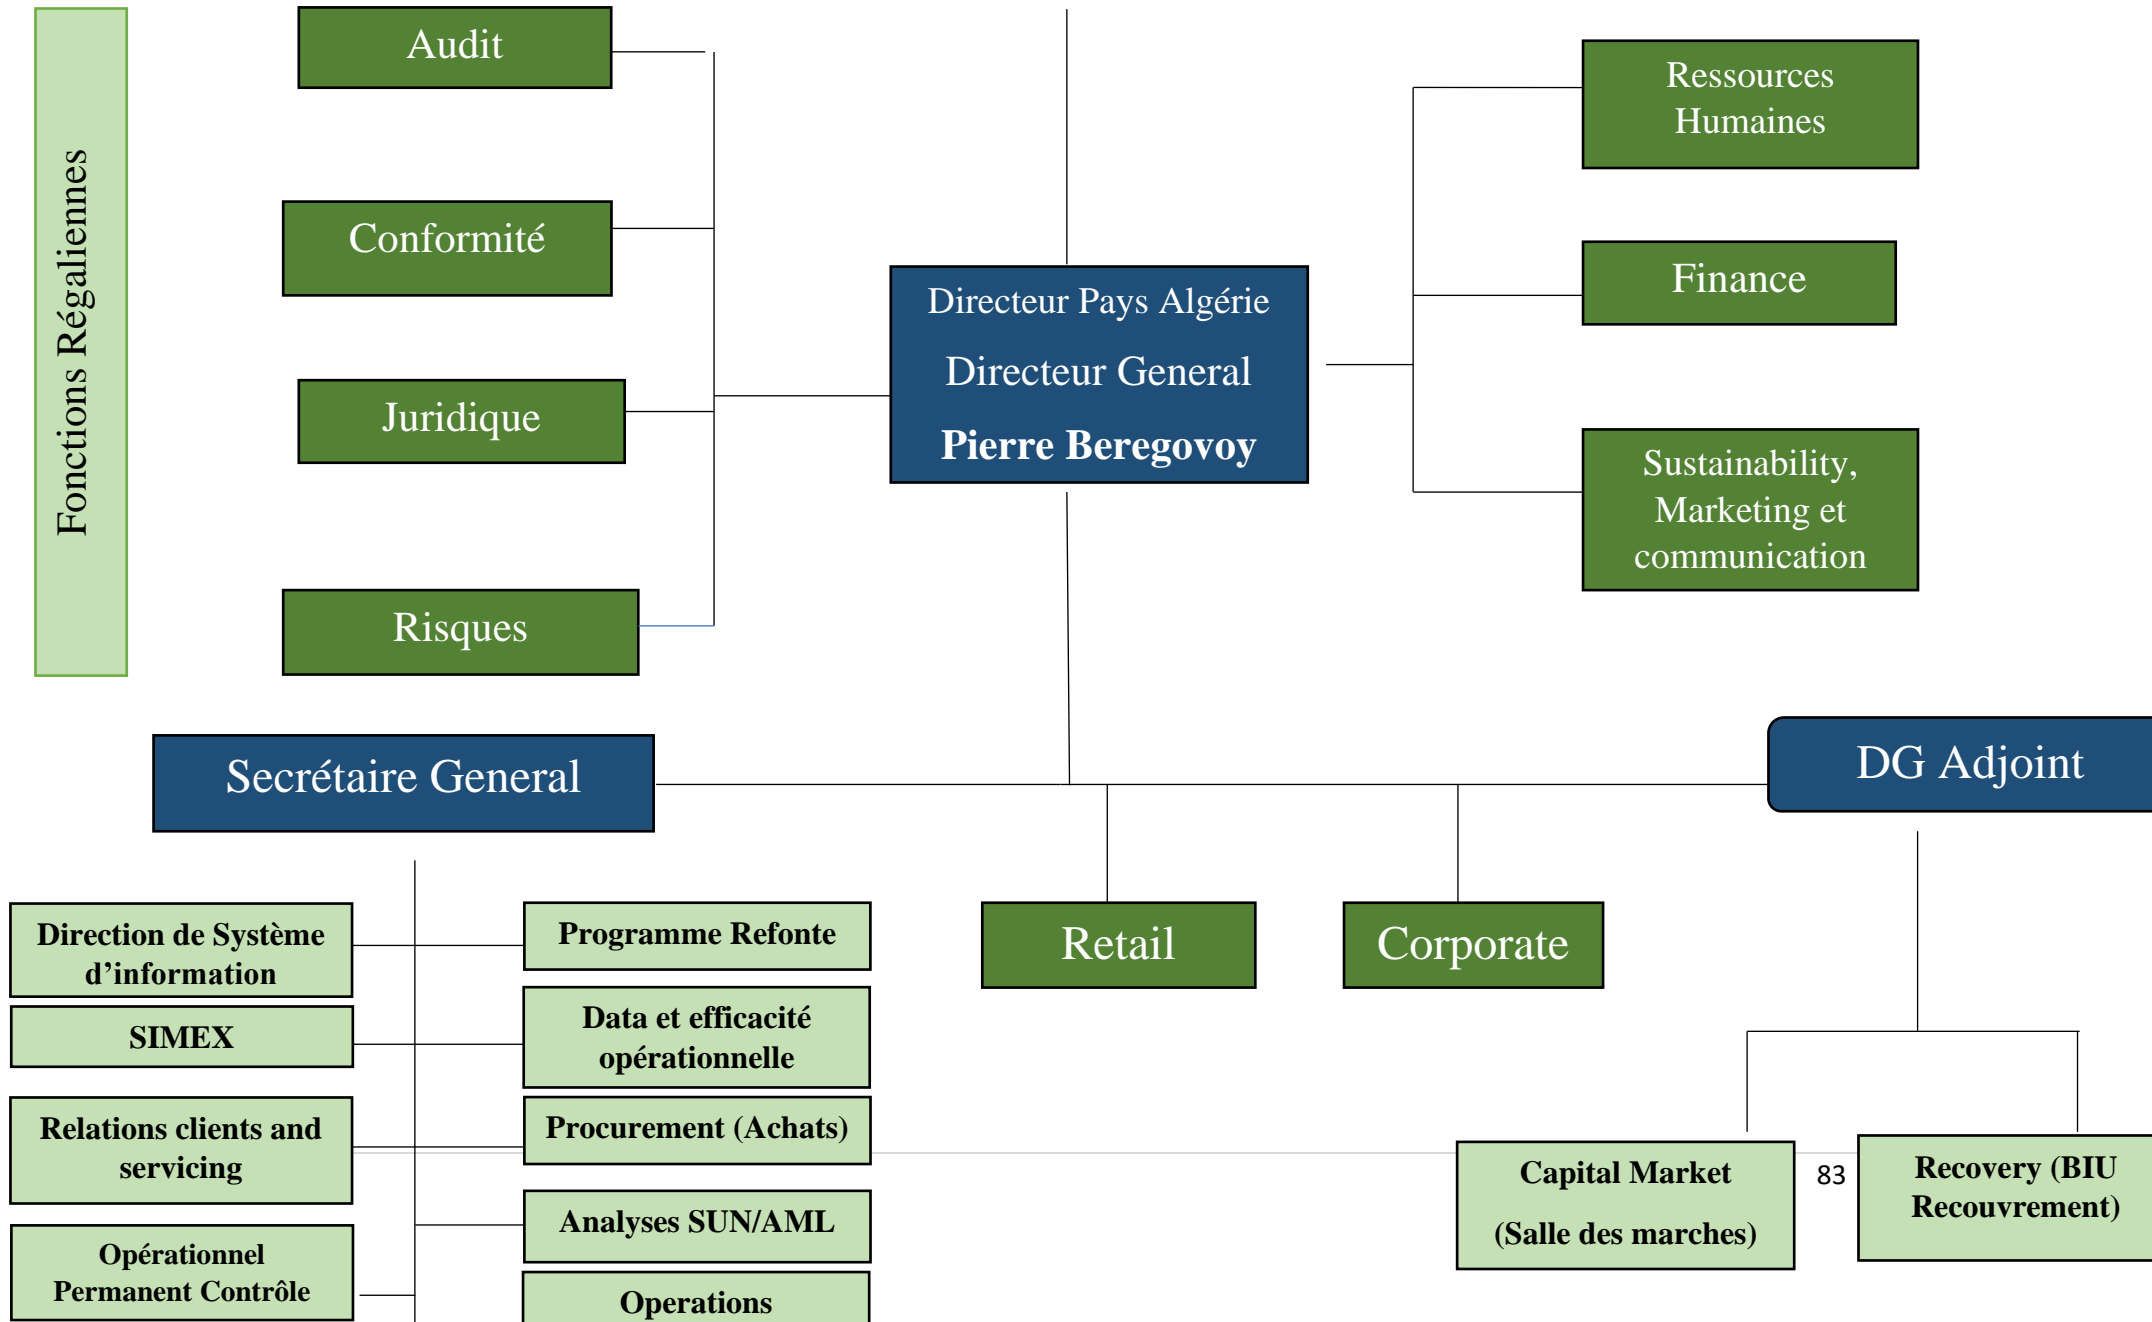 Fonctions Régaliennes
Audit
Conformité
Juridique
Risques
Directeur Pays Algérie
Directeur General
Pierre Beregovoy
Ressources
Humaines
Finance
Sustainability,
Marketing et
communication
Secrétaire General
DG Adjoint
Direction de Système
d’information
SIMEX
Relations clients and
servicing
Opérationnel
Permanent Contrôle
Programme Refonte
Data et efficacité
opérationnelle
Procurement (Achats)
Analyses SUN/AML
Operations
Retail
Corporate
Capital Market
(Salle des marches)
83
Recovery (BIU
Recouvrement)